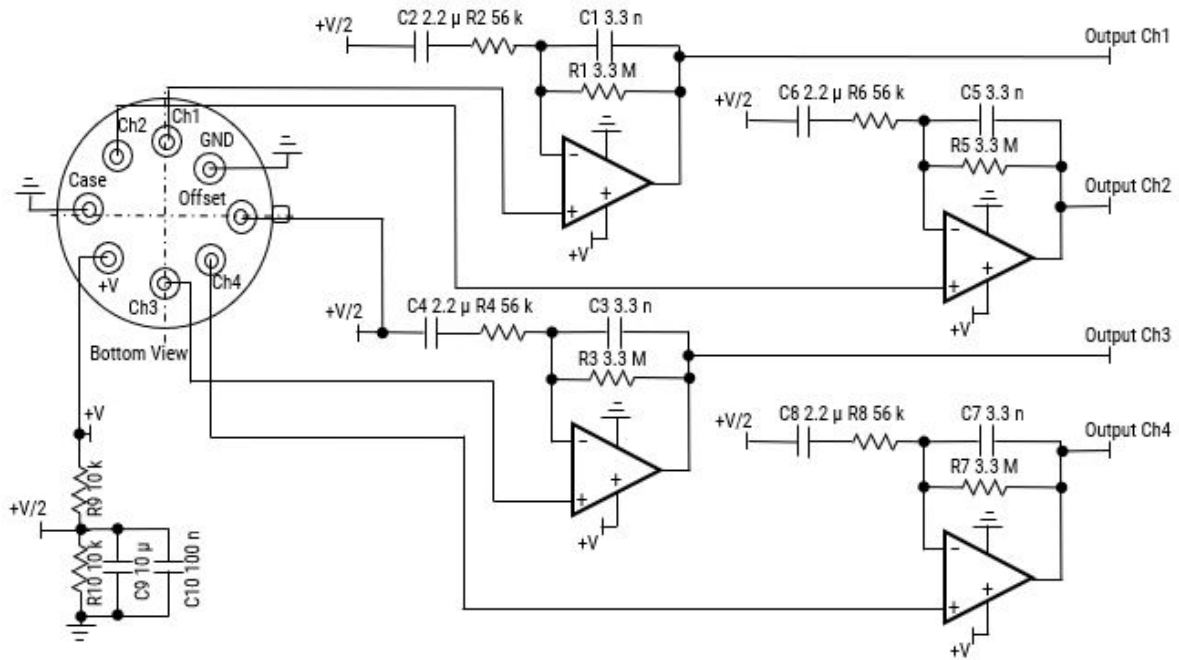 +V/2
C2 2.2 µ R2 56 k
C1 3.3 n
Output Ch1
R1 3.3 M
+V/2
C6 2.2 µ R6 56 k
C5 3.3 n
R5 3.3 M
Output Ch2
Ch2
Ch1
GND
Case
Offset
+V
Ch3
Ch4
Bottom View
−
+
+
+V
−
+
+
+V
+V/2
C4 2.2 µ R4 56 k
C3 3.3 n
Output Ch3
R3 3.3 M
−
+
+
+V
+V/2
C8 2.2 µ R8 56 k
C7 3.3 n
Output Ch4
R7 3.3 M
−
+
+
+V
+V
R9 10 k
+V/2
R10 10 k
C9 10 µ
C10 100 n